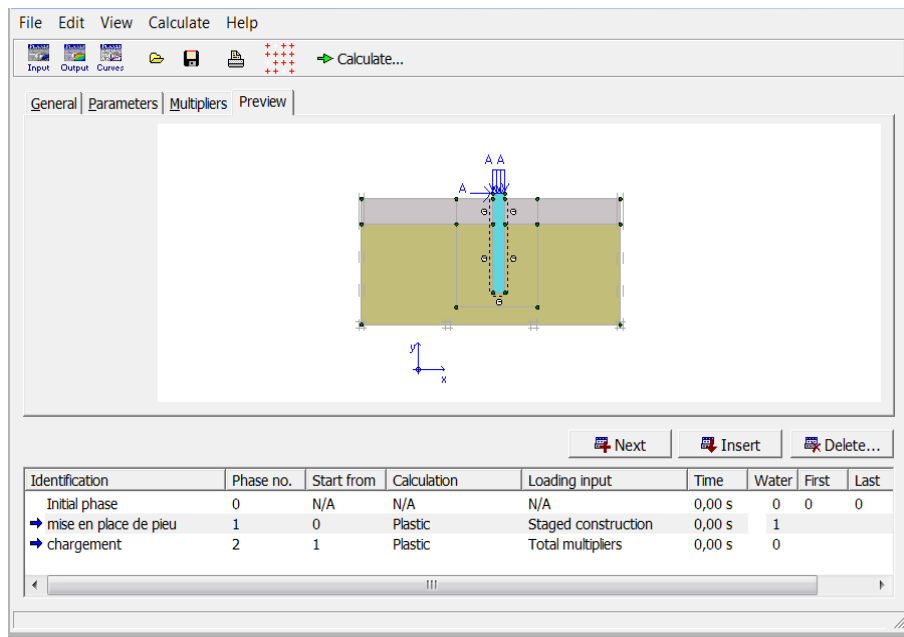 File Edit View Calculate Help
Input Output Curves Calculate...
General Parameters Multipliers Preview
A A
A
y
x
Next Insert Delete...
Identification Phase no. Start from Calculation Loading input Time Water First Last
Initial phase 0 N/A N/A N/A 0,00 s 0 0 0
mise en place de pieu 1 0 Plastic Staged construction 0,00 s 1
chargement 2 1 Plastic Total multipliers 0,00 s 0